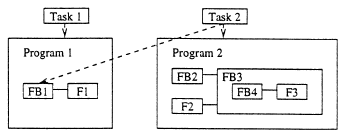 Task 1 Task 2
Program 1 Program 2
FB2 FB3
FB1 F1 FB4 F3
F2